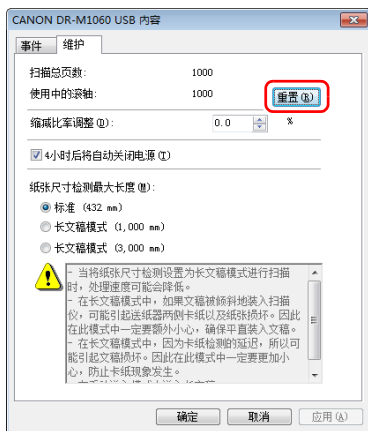 CANON DR-M1060 USB 内容
事件 维护
扫描总页数: 1000
使用中的滚轴: 1000 重置(R)
缩减比率调整(D): 0.0 %
4小时后将自动关闭电源(T)
纸张尺寸检测最大长度(M):
标准 (432 mm)
长文稿模式 (1,000 mm)
长文稿模式 (3,000 mm)
- 当将纸张尺寸检测设置为长文稿模式进行扫描
时，处理速度可能会降低。
- 在长文稿模式中，如果文稿被倾斜地装入扫描
仪，可能引起送纸器两侧卡纸以及纸张损坏。因此
在此模式中一定要额外小心，确保平直装入文稿。
- 在长文稿模式中，因为卡纸检测的延迟，所以可
能引起文稿损坏。因此在此模式中一定要更加小
心，防止卡纸现象发生。
确定 取消 应用(A)